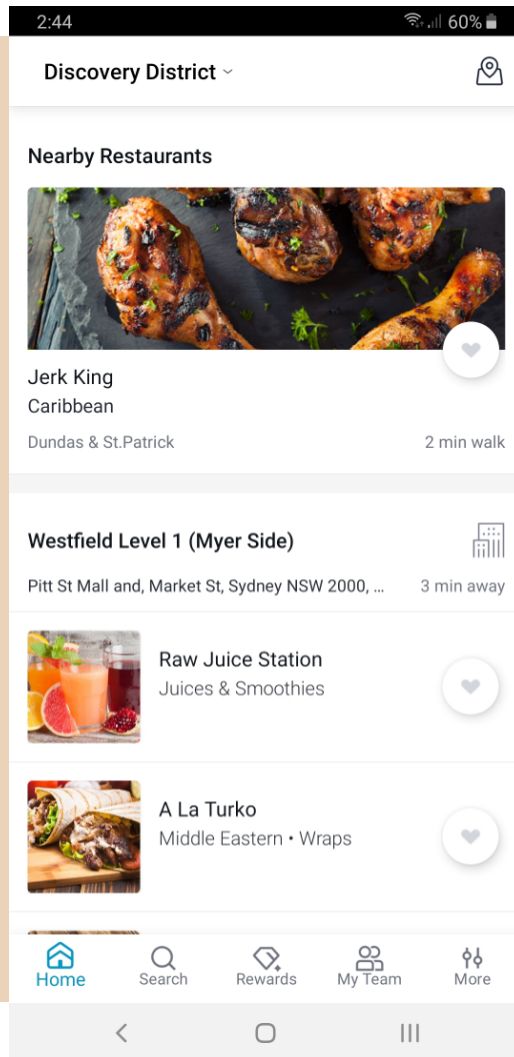 2:44 60%
Discovery District
Nearby Restaurants
Jerk King
Caribbean
Dundas & St.Patrick 2 min walk
Westfield Level 1 (Myer Side)
Pitt St Mall and, Market St, Sydney NSW 2000, ... 3 min away
Raw Juice Station
Juices & Smoothies
A La Turko
Middle Eastern • Wraps
Home Search Rewards My Team More